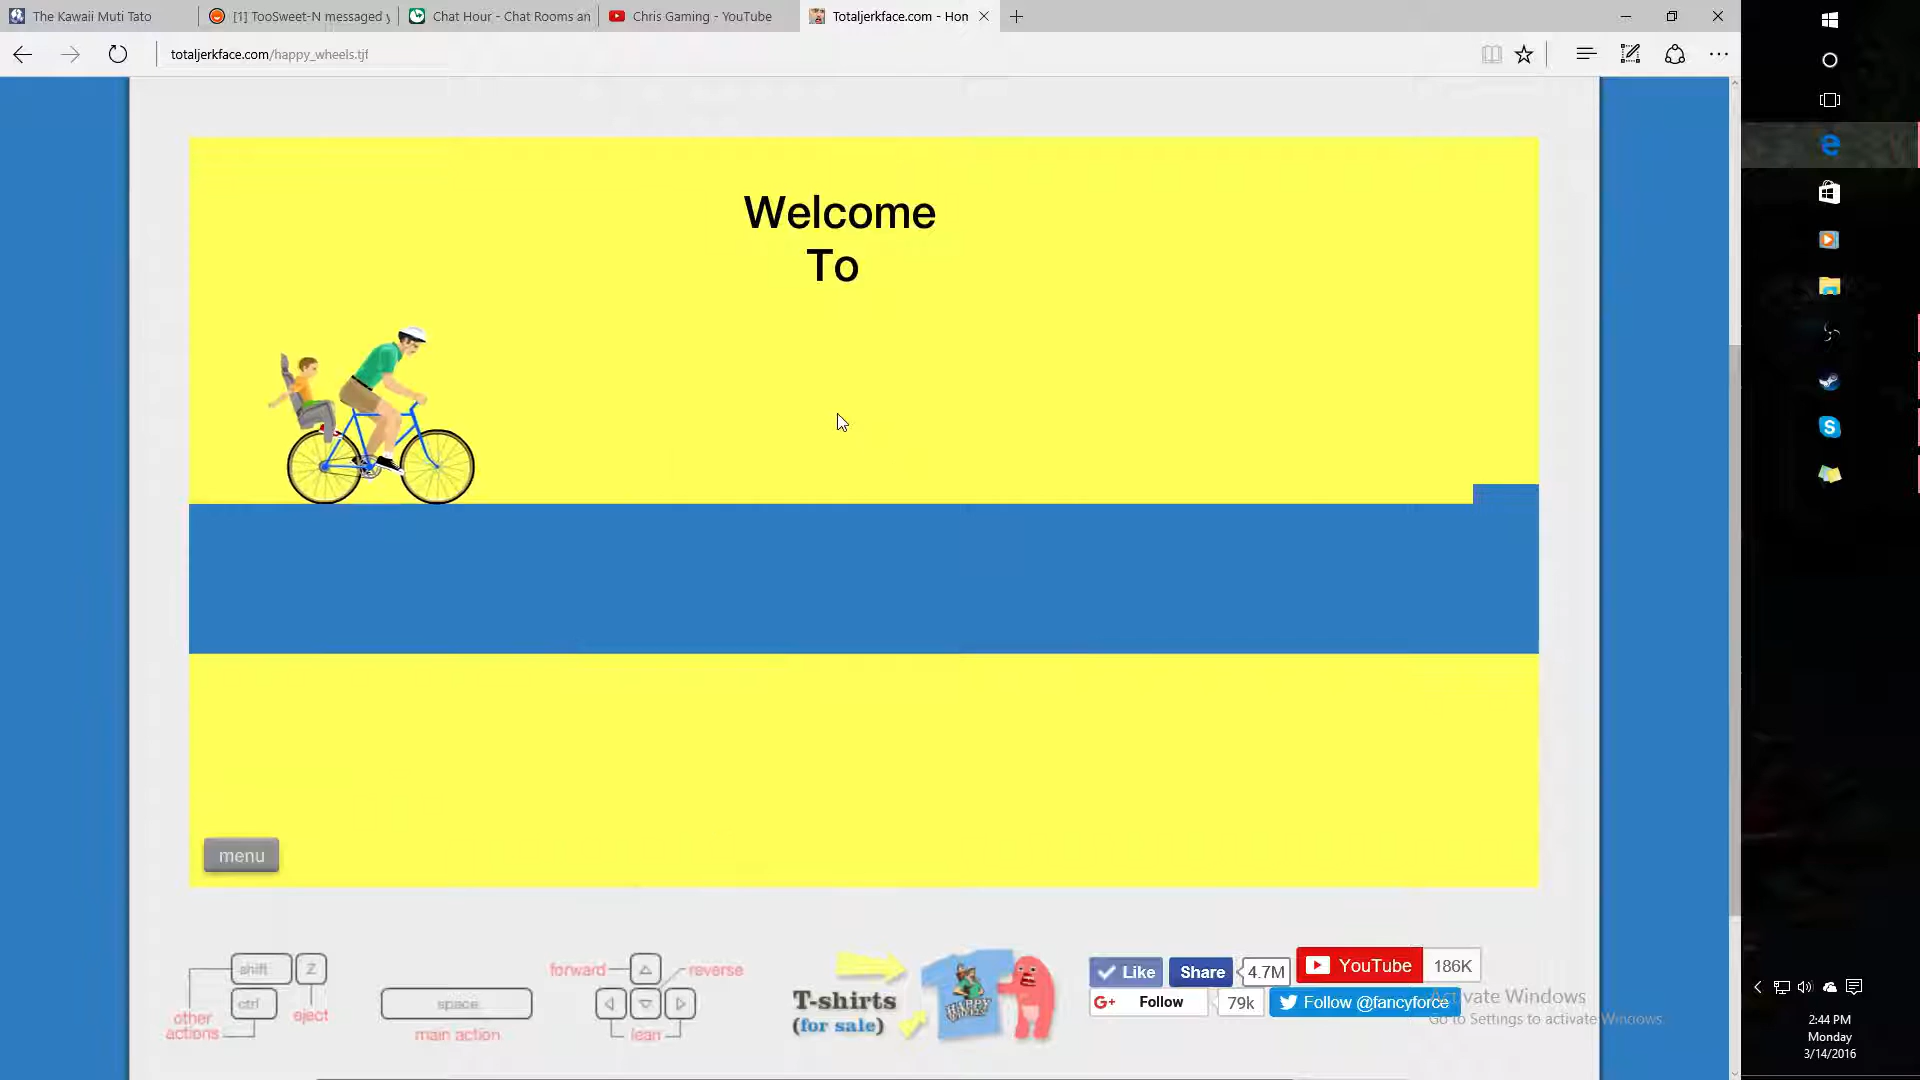 The Kawaii Muti Tato
[1] TooSweet-N messaged y
Chat Hour - Chat Rooms an
Chris Gaming - YouTube
Totaljerkface.com - Hom
totaljerkface.com/happy_wheels.tjf
Welcome
To
menu
shift
Z
ctrl
other
actions
eject
space
main action
forward
reverse
lean
T-shirts
(for sale)
HAPPY
WHEELS
Like
Share
4.7M
YouTube
186K
G+ Follow
79k
Follow @fancyforce
Activate Windows
Go to Settings to activate Windows.
2:44 PM
Monday
3/14/2016